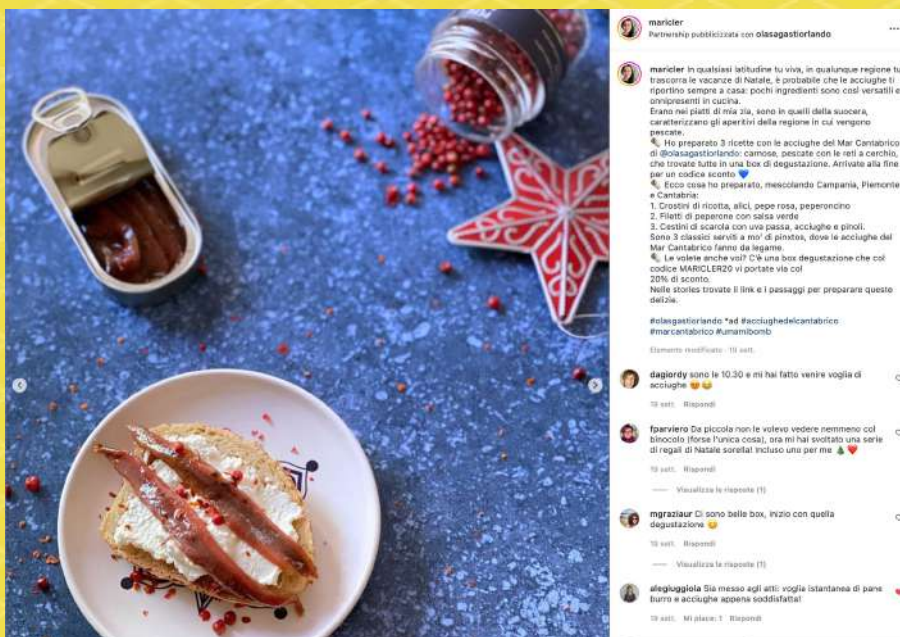 maricler
Partnership pubblicizzata con olasagastiorlando
maricler In qualsiasi latitudine tu viva, in qualunque regione tu
trascorra le vacanze di Natale, è probabile che le acciughe ti
riportino sempre a casa: pochi ingredienti sono così versatili e
onnipresenti in cucina.
Erano nei piatti di mia zia, sono in quelli della suocera,
caratterizzano gli aperitivi della regione in cui vengono
pescate.
Ho preparato 3 ricette con le acciughe del Mar Cantabrico
di @olasagastiorlando: carnose, pescate con le reti a cerchio,
che trovate tutte in una box di degustazione. Arrivate alla fine
per un codice sconto 💙
Ecco cosa ho preparato, mescolando Campania, Piemonte
e Cantabria:
1. Crostini di ricotta, alici, pepe rosa, peperoncino
2. Filetti di peperone con salsa verde
3. Cestini di scarola con uva passa, acciughe e pinoli.
Sono 3 classici serviti a mo' di pinxtos, dove le acciughe del
Mar Cantabrico fanno da legame.
Le volete anche voi? C'è una box degustazione che col
codice MARICLER20 vi portate via col
20% di sconto.
Nelle stories trovate il link e i passaggi per preparare queste
delizie.
#olasgastiorlando *ad #acciughedelcantabrico
#marcantabrico #umamibomb
Elemento modificato · 19 sett.
dagiordy sono le 10.30 e mi hai fatto venire voglia di
acciughe 😍😂
19 sett. Rispondi
fparviero Da piccola non le volevo vedere nemmeno col
binocolo (forse l'unica cosa), ora mi hai svoltato una serie
di regali di Natale sorella! Incluso uno per me 🎄❤️
19 sett. Rispondi
Visualizza le risposte (1)
mgraziaur Ci sono belle box, inizio con quella
degustazione 😋
19 sett. Rispondi
Visualizza le risposte (1)
alegiuggiola Sia messo agli atti: voglia istantanea di pane
burro e acciughe appena soddisfatta!
19 sett. Mi piace: 1 Rispondi